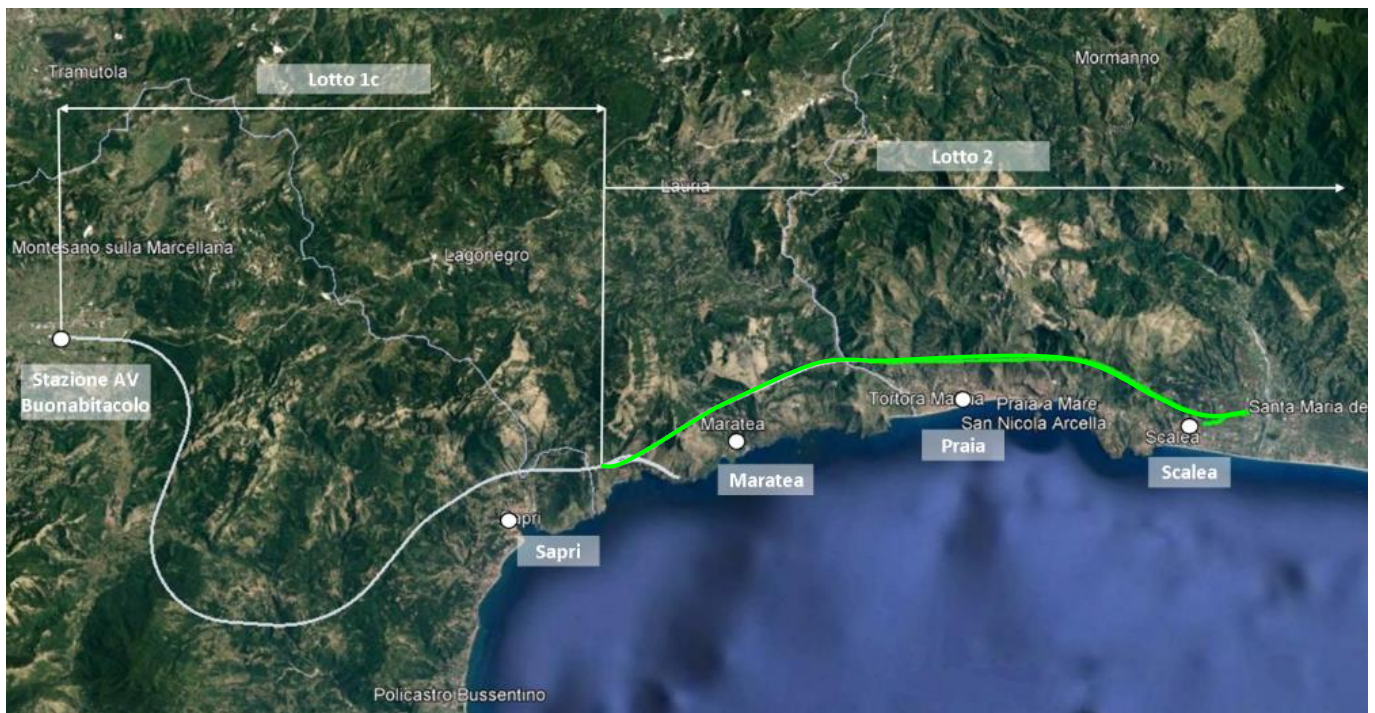 Mormanno
Tramutola
Lotto 1c
Lotto 2
Lauria
Montesano sulla Marcellana
Lagonegro
Stazione AV
Buonabitacolo
Tortora Marina
Praia a Mare
San Nicola Arcella
Santa Maria de
Maratea
Scalea
Praia
Maratea
Scalea
Sapri
Policastro Bussentino